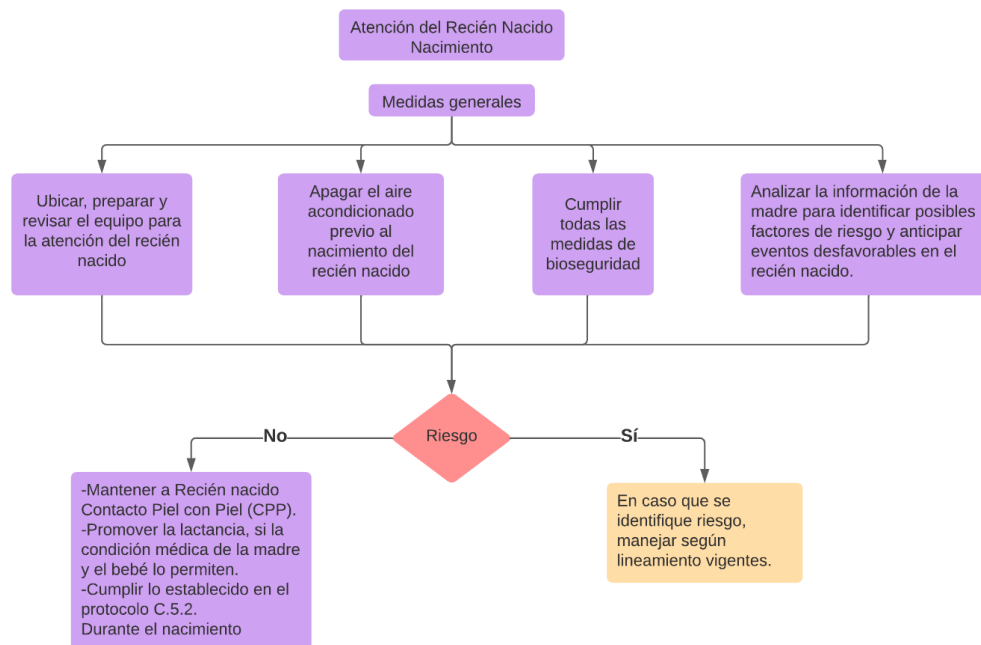 Atención del Recién Nacido
Nacimiento
Medidas generales
Ubicar, preparar y
revisar el equipo para
la atención del recién
nacido
Apagar el aire
acondicionado
previo al
nacimiento del
recién nacido
Cumplir
todas las
medidas de
bioseguridad
Analizar la información de la
madre para identificar posibles
factores de riesgo y anticipar
eventos desfavorables en el
recién nacido.
Riesgo
No
Sí
-Mantener a Recién nacido
Contacto Piel con Piel (CPP).
-Promover la lactancia, si la
condición médica de la madre
y el bebé lo permiten.
-Cumplir lo establecido en el
protocolo C.5.2.
Durante el nacimiento
En caso que se
identifique riesgo,
manejar según
lineamiento vigentes.